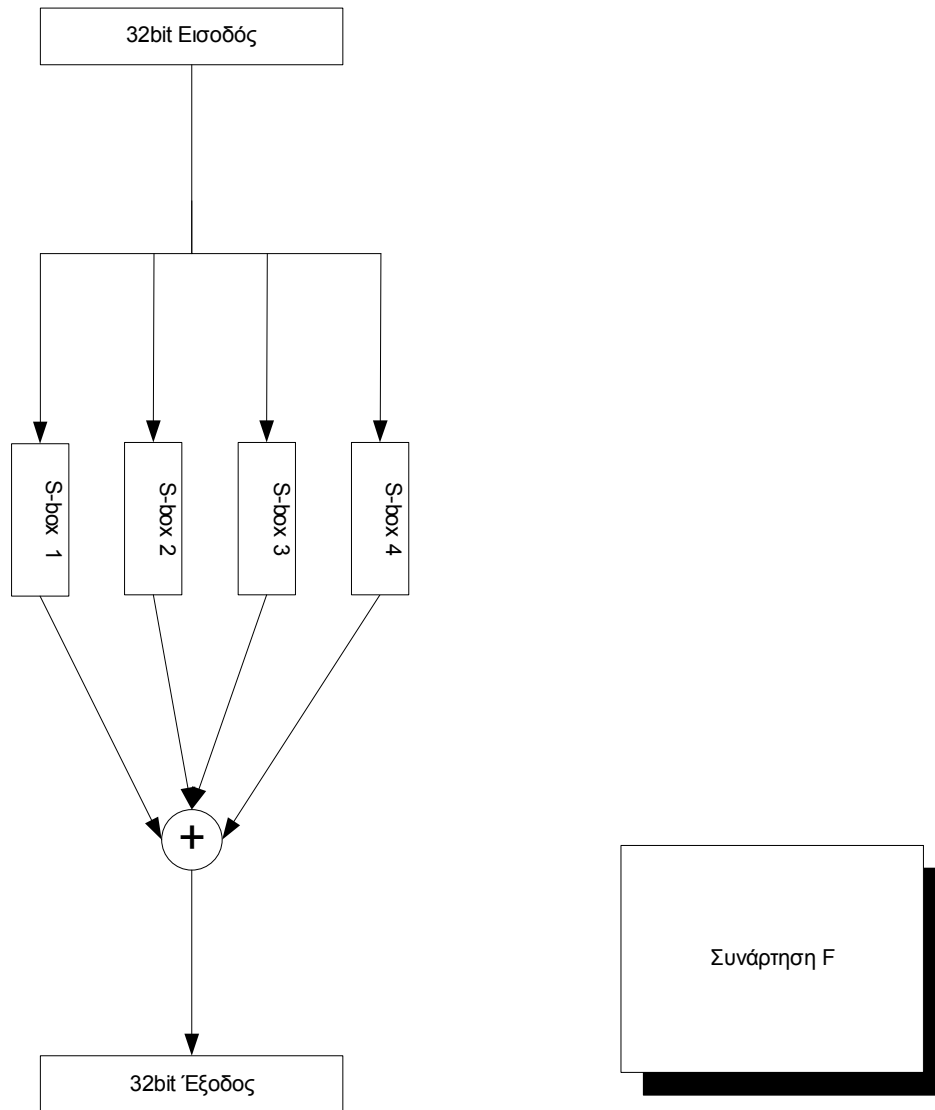 32bit Εισοδός
S-box 1
S-box 2
S-box 3
S-box 4
+
Συνάρτηση F
32bit Έξοδος